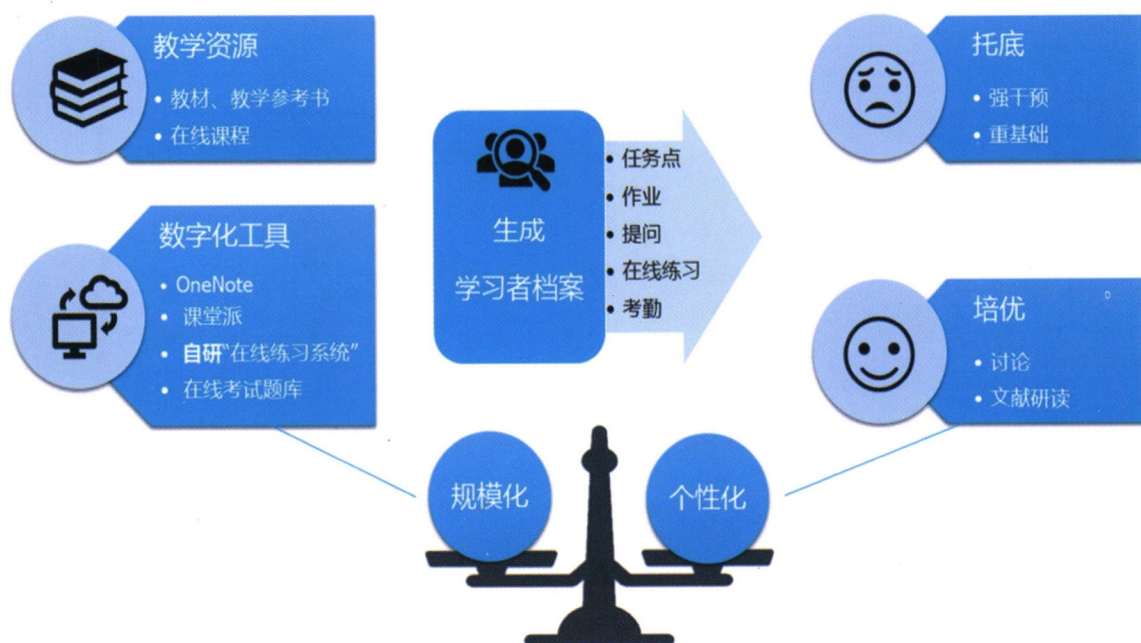 教学资源
• 教材、教学参考书
• 在线课程
数字化工具
• OneNote
• 课堂派
• 自研“在线练习系统”
• 在线考试题库
生成
学习者档案
• 任务点
• 作业
• 提问
• 在线练习
• 考勤
托底
• 强干预
• 重基础
培优
• 讨论
• 文献研读
规模化
个性化